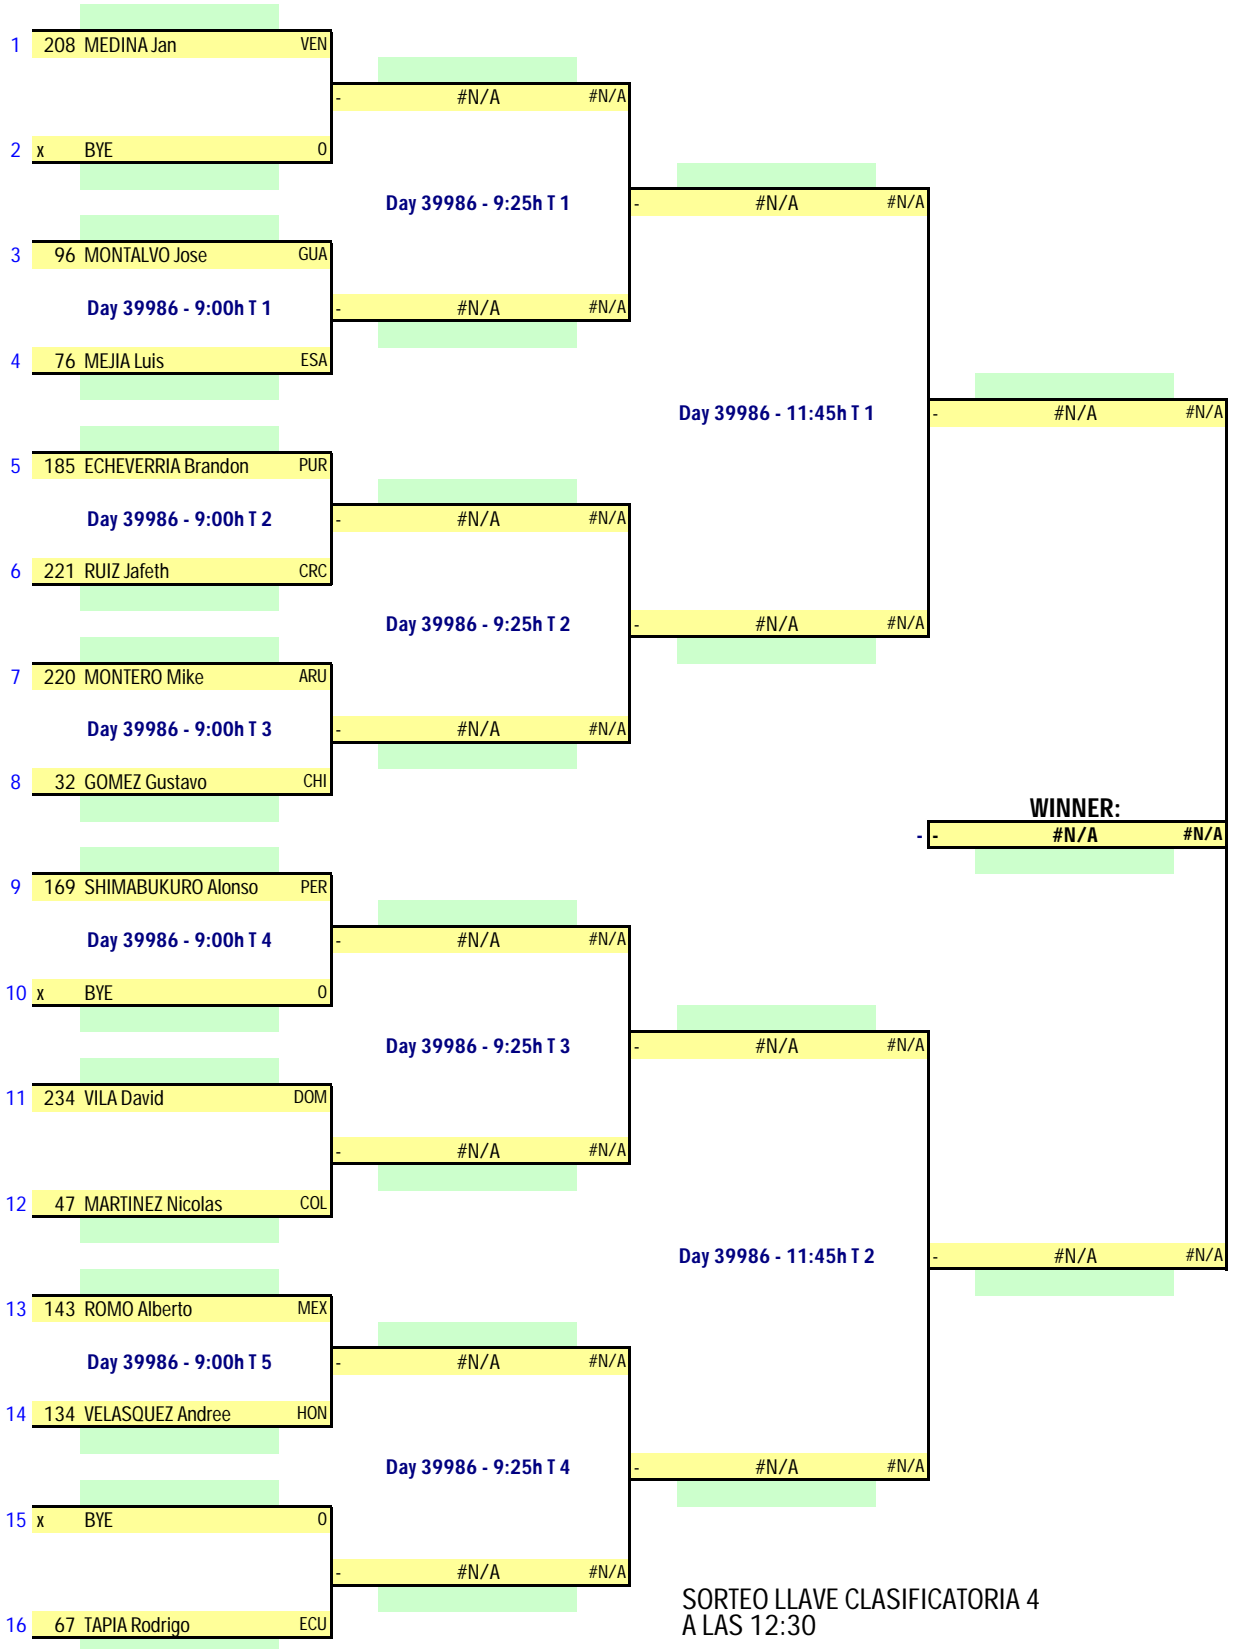 1 208 MEDINA Jan VEN
- #N/A #N/A
2 x BYE 0
Day 39986 - 9:25h T 1
- #N/A #N/A
3 96 MONTALVO Jose GUA
Day 39986 - 9:00h T 1
- #N/A #N/A
4 76 MEJIA Luis ESA
Day 39986 - 11:45h T 1
- #N/A #N/A
5 185 ECHEVERRIA Brandon PUR
Day 39986 - 9:00h T 2
- #N/A #N/A
6 221 RUIZ Jafeth CRC
Day 39986 - 9:25h T 2
- #N/A #N/A
7 220 MONTERO Mike ARU
Day 39986 - 9:00h T 3
- #N/A #N/A
8 32 GOMEZ Gustavo CHI
WINNER:
- - #N/A #N/A
9 169 SHIMABUKURO Alonso PER
Day 39986 - 9:00h T 4
- #N/A #N/A
10 x BYE 0
Day 39986 - 9:25h T 3
- #N/A #N/A
11 234 VILA David DOM
- #N/A #N/A
12 47 MARTINEZ Nicolas COL
Day 39986 - 11:45h T 2
- #N/A #N/A
13 143 ROMO Alberto MEX
Day 39986 - 9:00h T 5
- #N/A #N/A
14 134 VELASQUEZ Andree HON
Day 39986 - 9:25h T 4
- #N/A #N/A
15 x BYE 0
- #N/A #N/A
16 67 TAPIA Rodrigo ECU
SORTEO LLAVE CLASIFICATORIA 4
A LAS 12:30